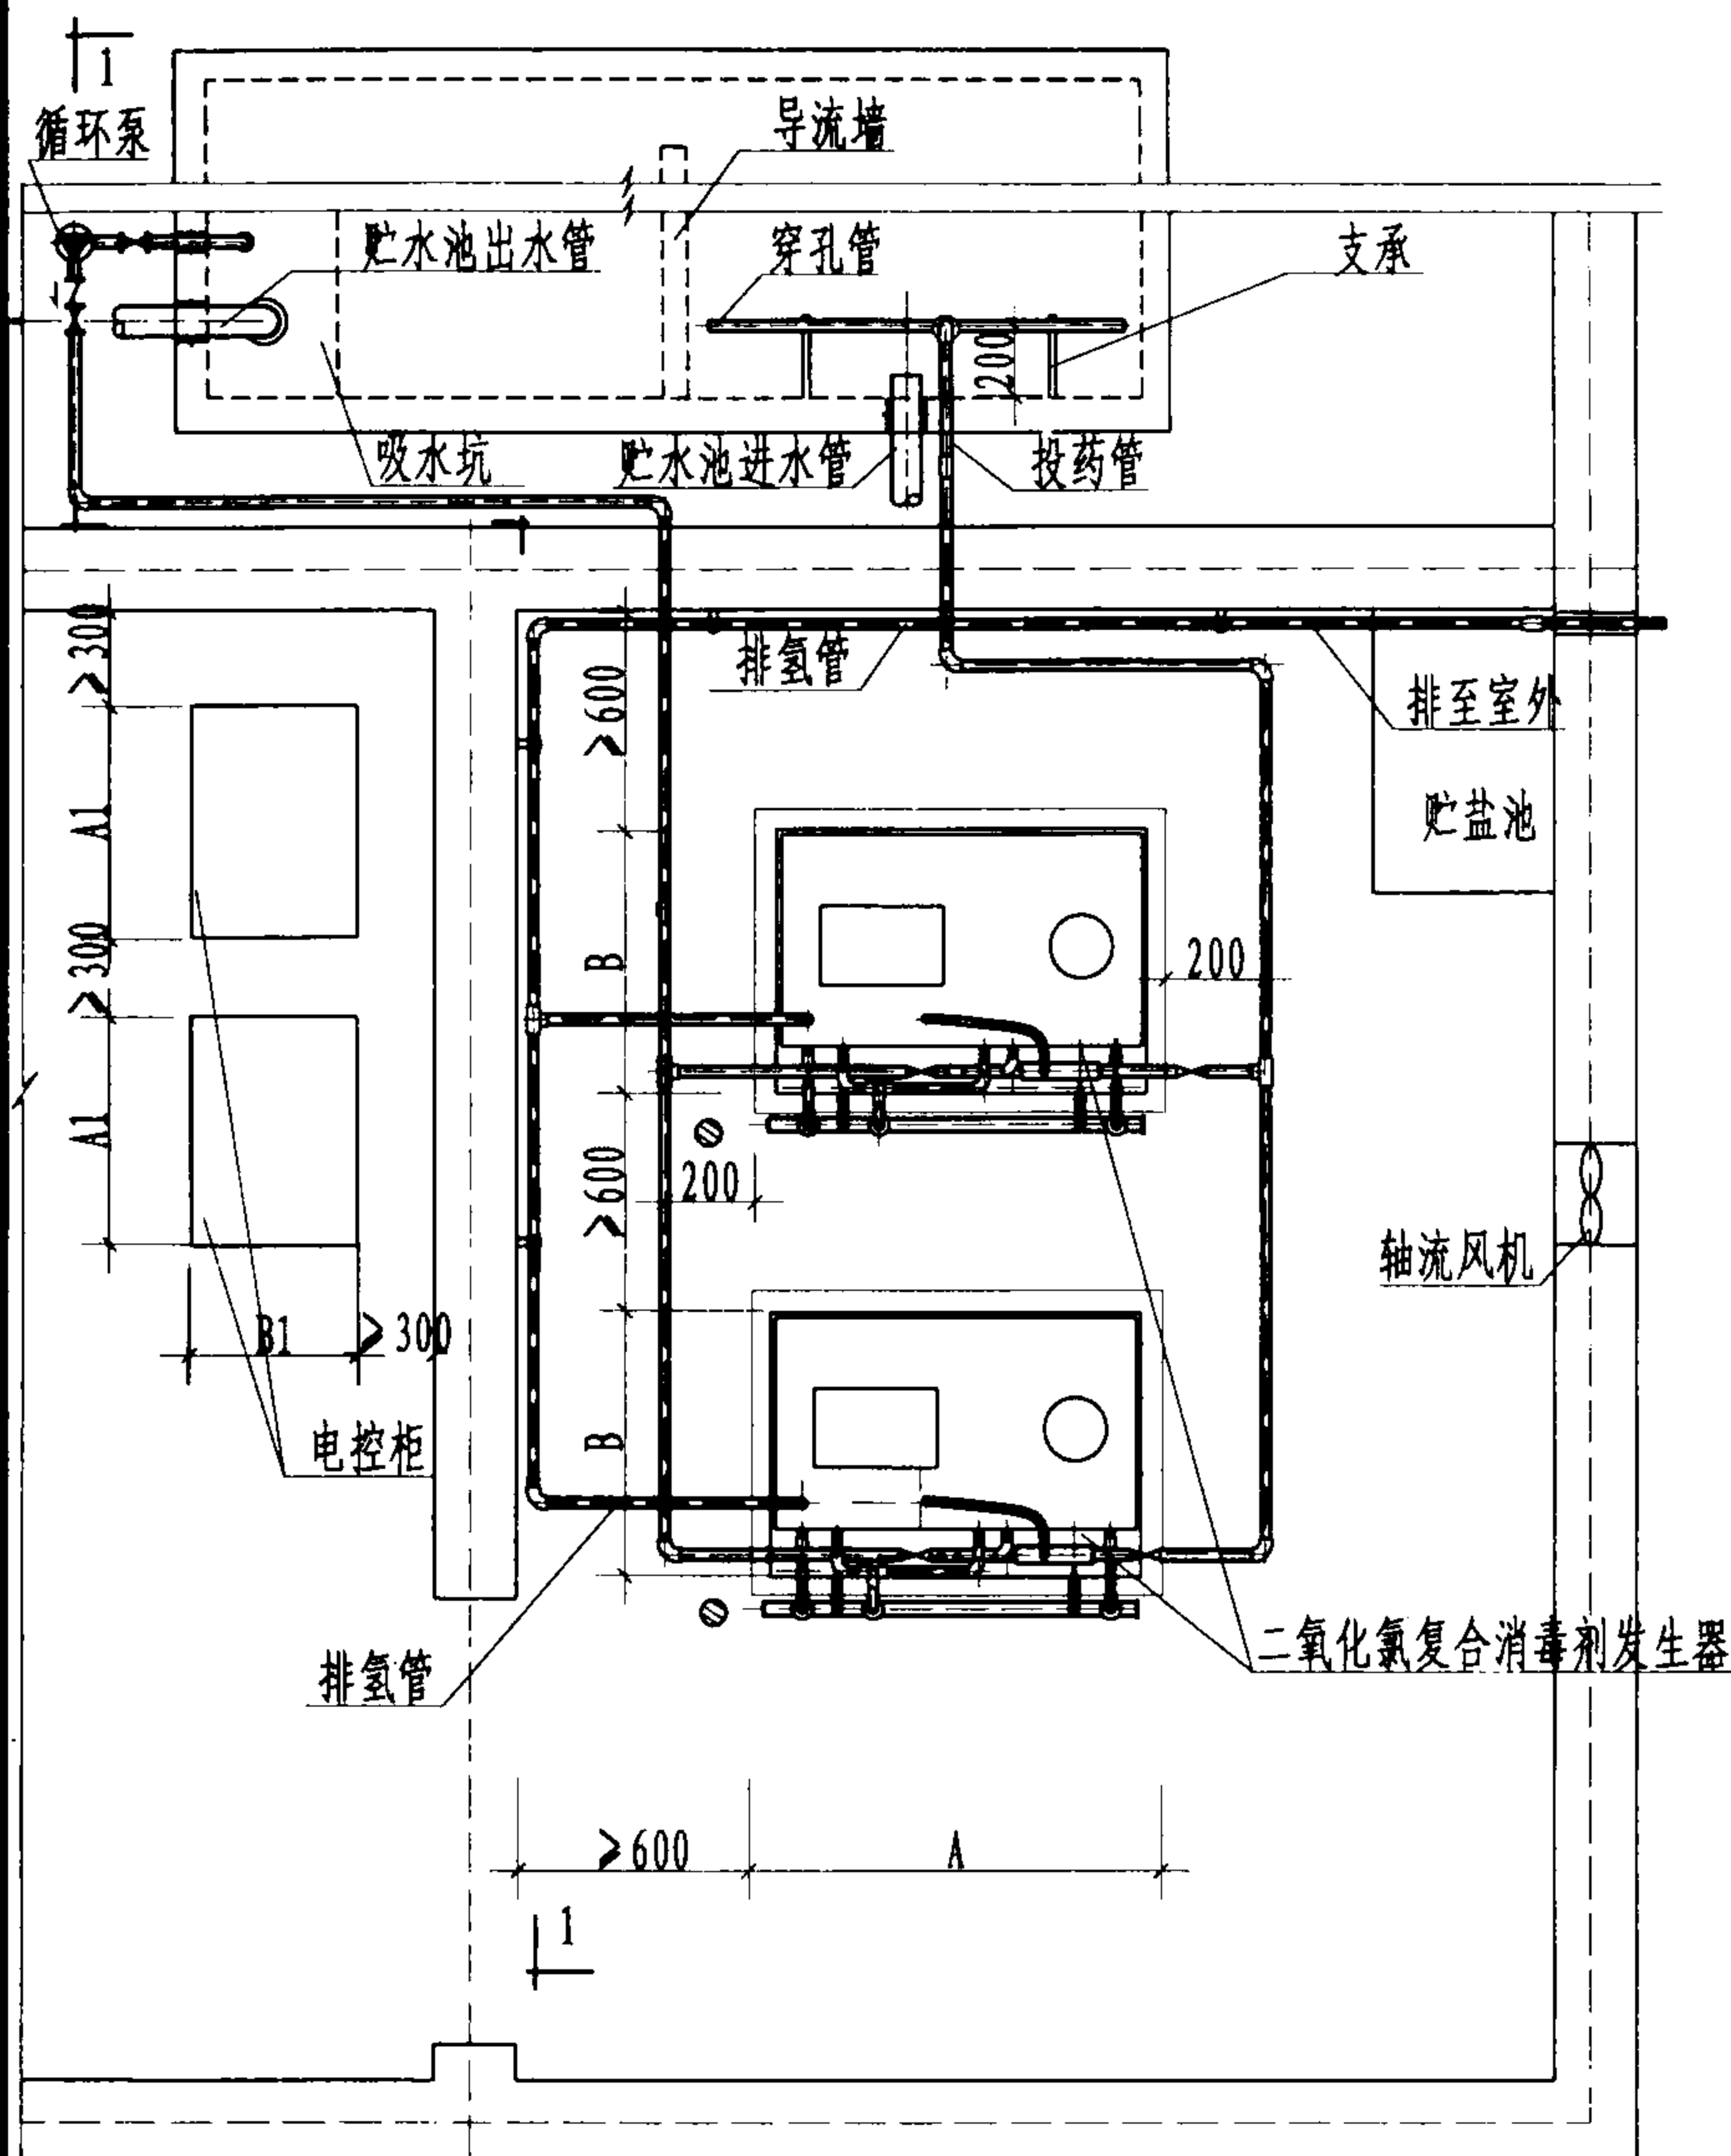 1
循环泵
导流墙
贮水池出水管
穿孔管
支承
200
吸水坑
贮水池进水管
投药管
>300
>600
排氢管
排至室外
A1
贮盐池
>300
B
200
A1
>600
200
轴流风机
B1
>300
电控柜
B
二氧化氯复合消毒剂发生器
排氢管
>600
A
1